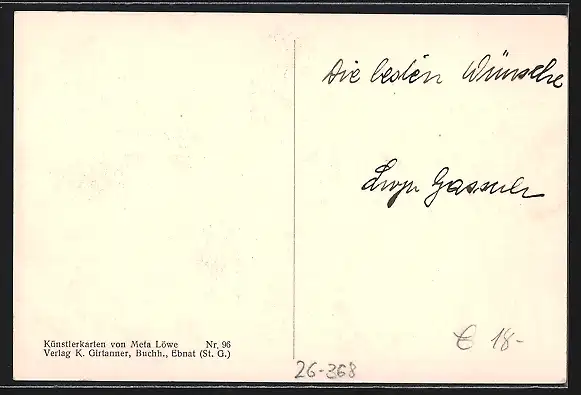 Die besten Wünsche
Künstlerkarten von Meta Löwe Nr. 96
Verlag K. Girtanner, Buchh., Ebnat (St. G.)
€ 18-
26-368